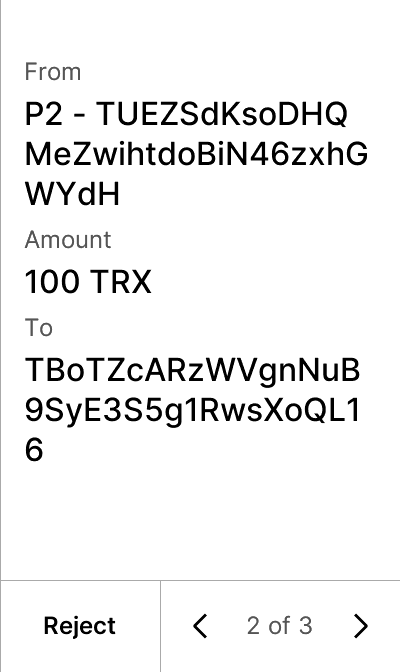 From
P2 - TUEZSdKsoDHQ
MeZwihtdoBiN46zxhG
WYdH
Amount
100 TRX
To
TBoTZcARzWVgnNuB
9SyE3S5g1RwsXoQL1
6
Reject
2 of 3